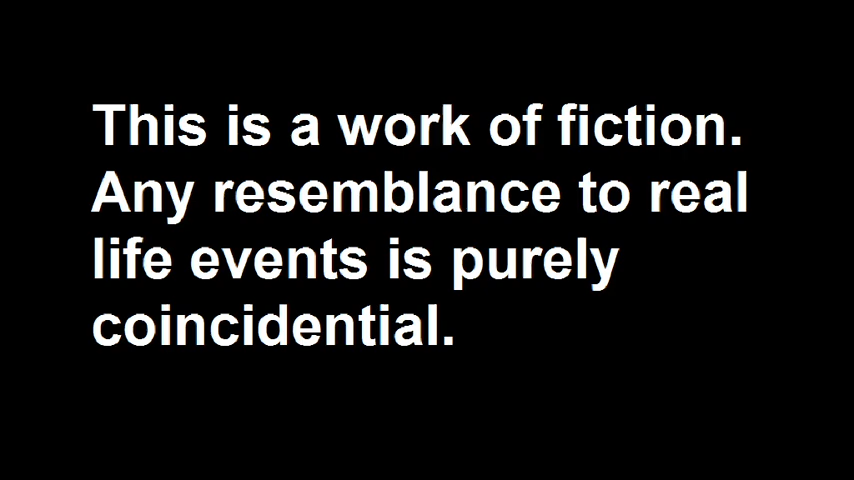 This is a work of fiction.
Any resemblance to real
life events is purely
coincidential.